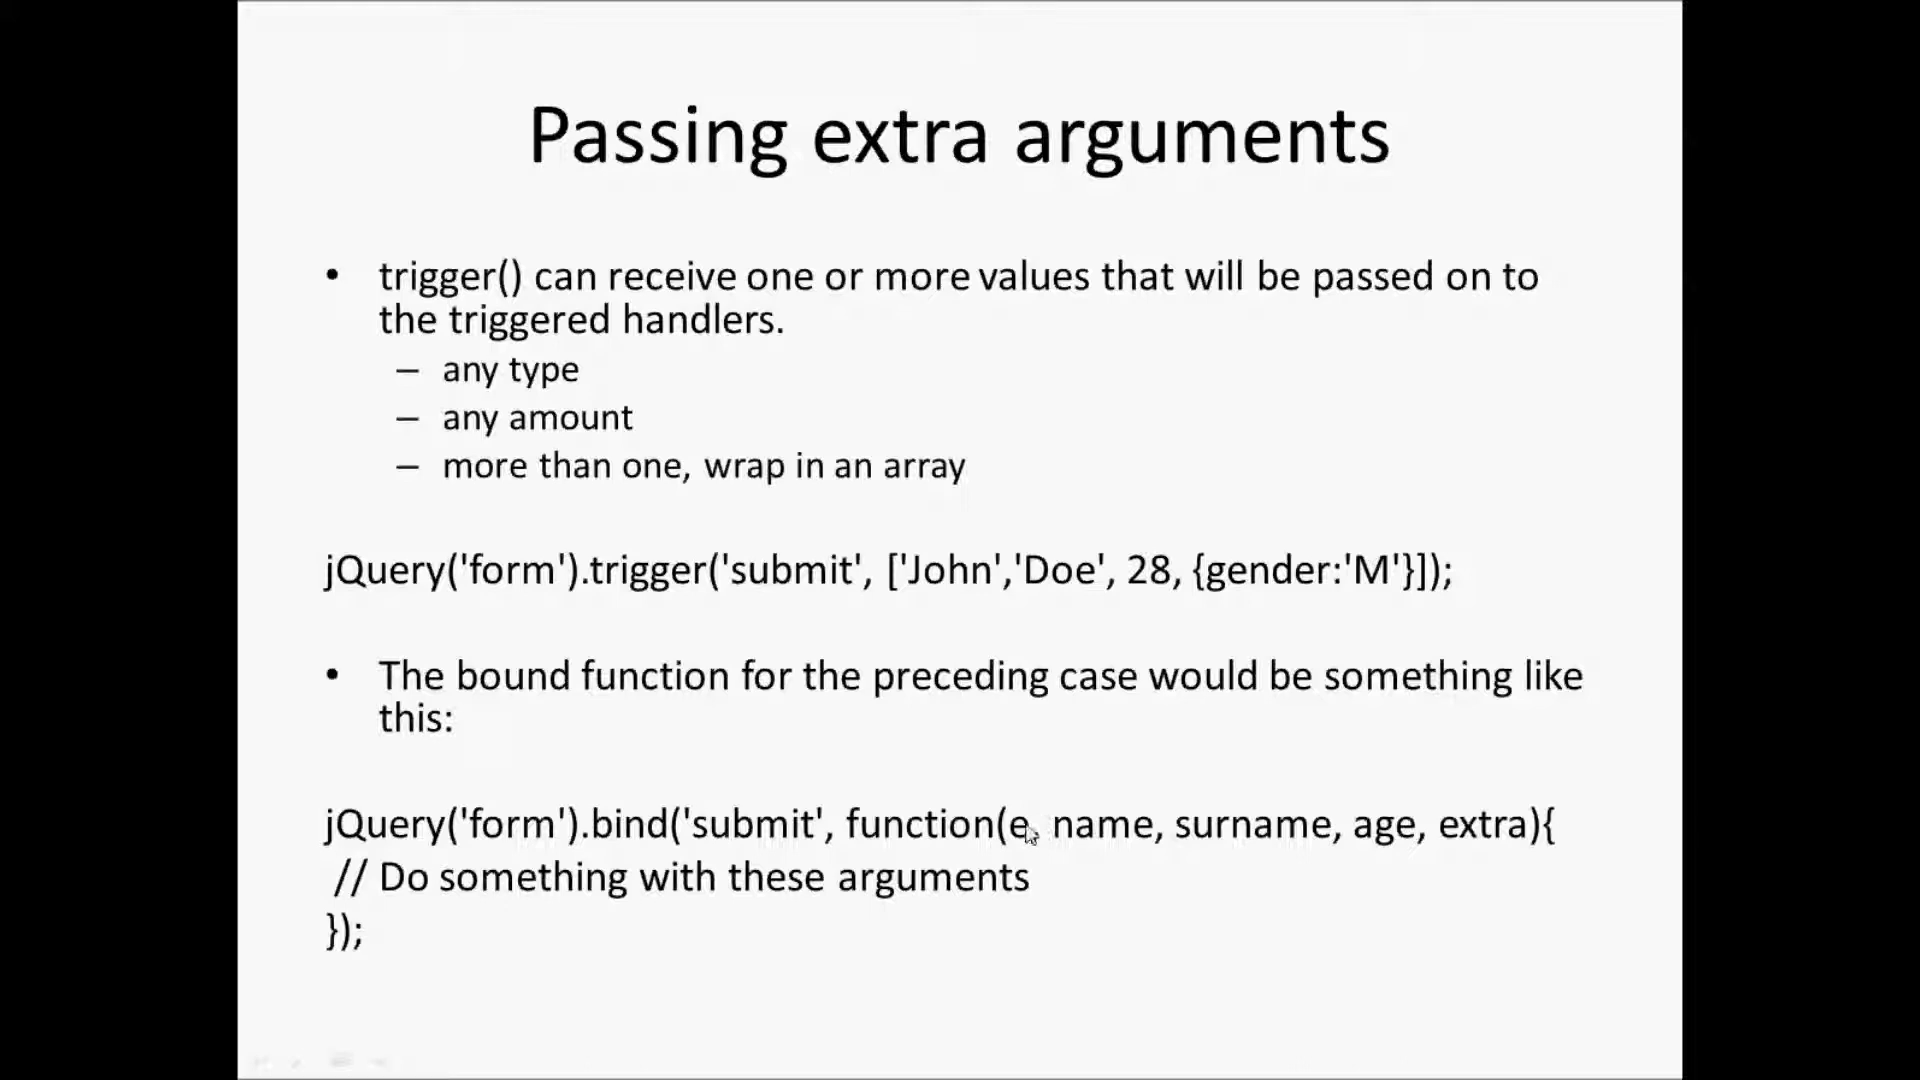 Passing extra arguments
• trigger() can receive one or more values that will be passed on to
the triggered handlers.
– any type
– any amount
– more than one, wrap in an array
jQuery('form').trigger('submit', ['John','Doe', 28, {gender:'M'}]);
• The bound function for the preceding case would be something like
this:
jQuery('form').bind('submit', function(e, name, surname, age, extra){
// Do something with these arguments
});